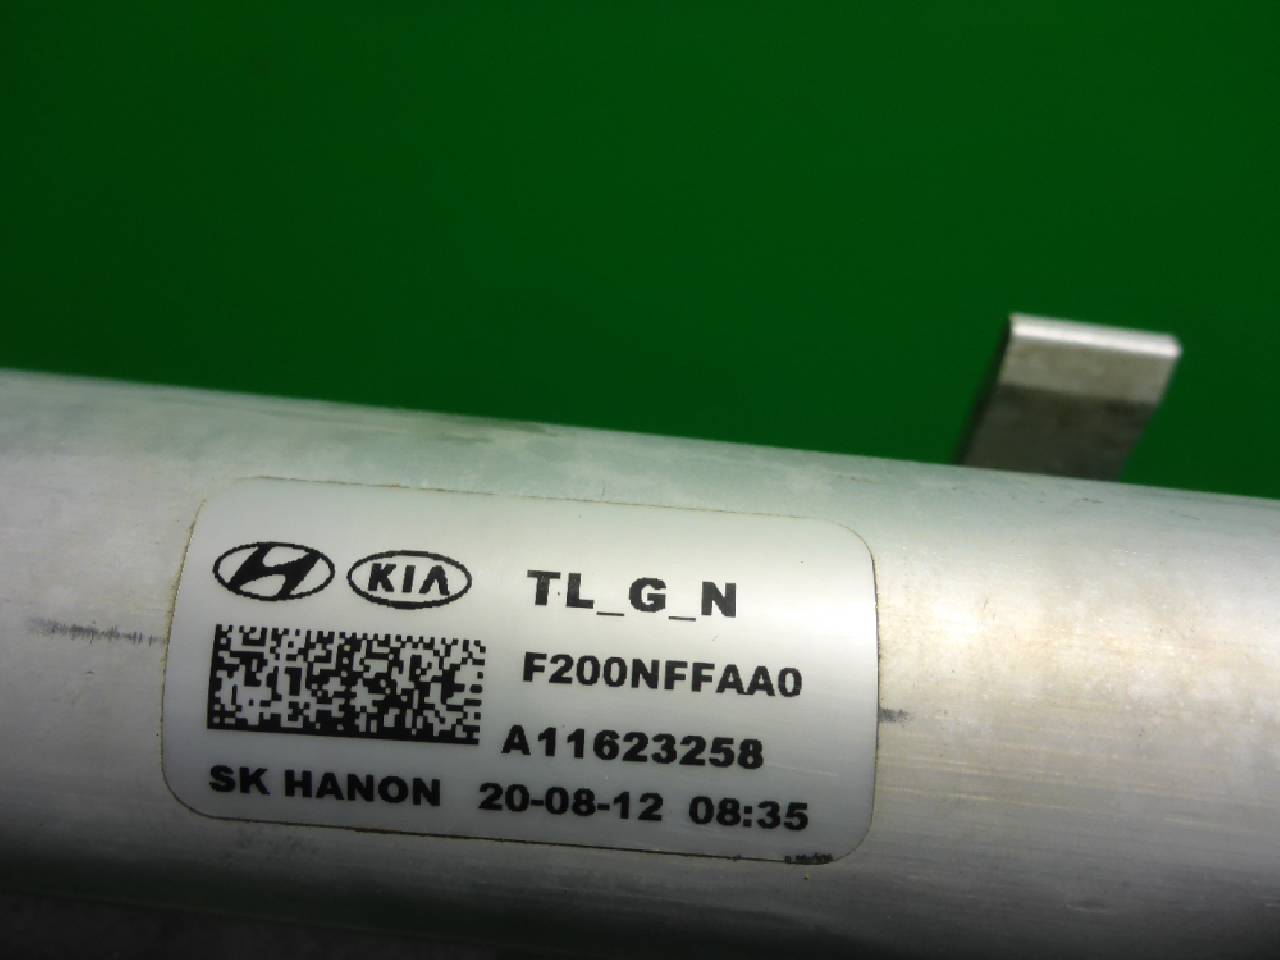 KIA TL_G_N
F200NFFAA0
A11623258
SK HANON 20-08-12 08:35